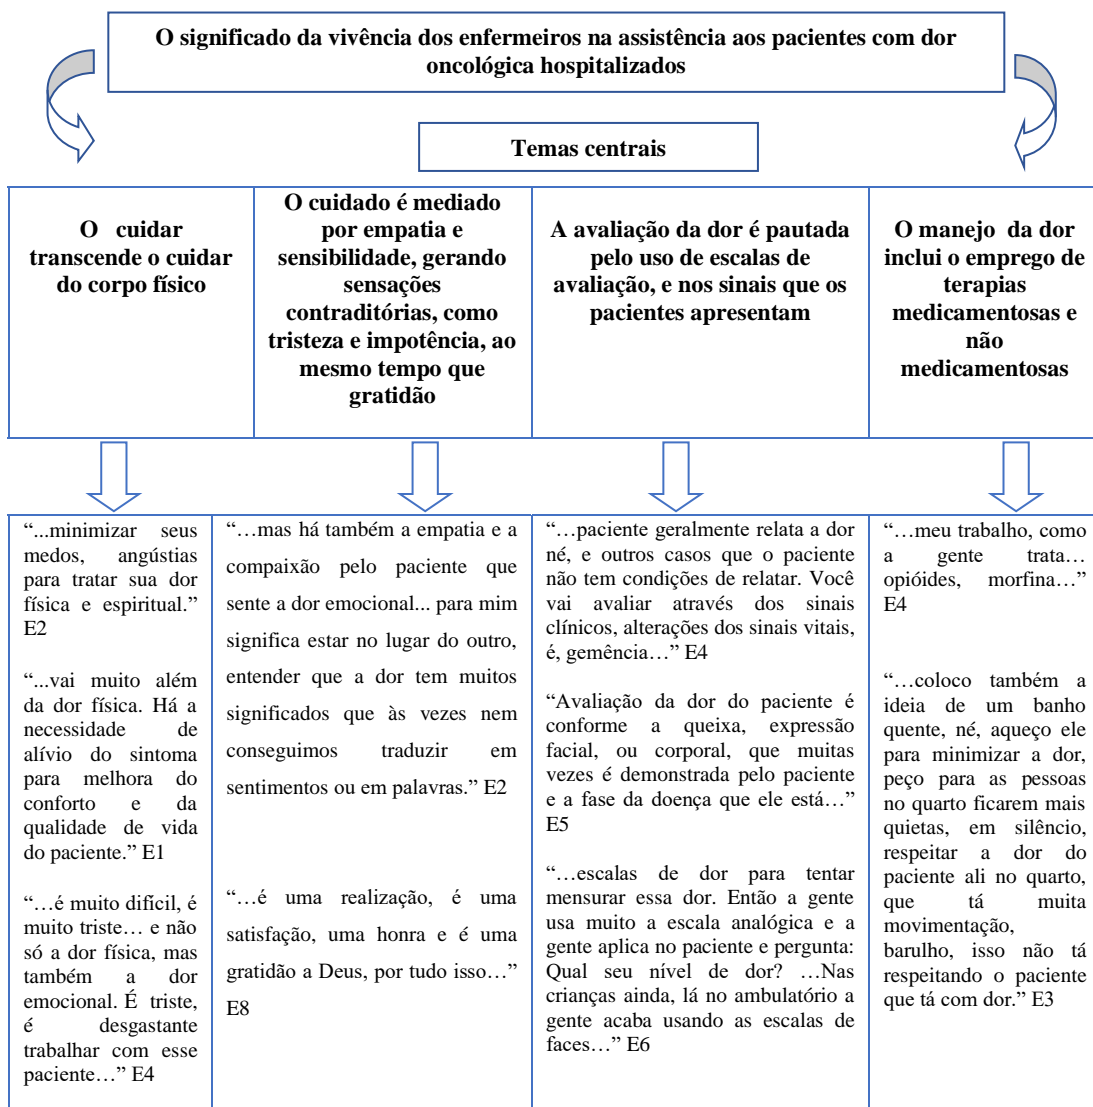 O significado da vivência dos enfermeiros na assistência aos pacientes com dor
oncológica hospitalizados
Temas centrais
O cuidar
transcende o cuidar
do corpo físico
O cuidado é mediado
por empatia e
sensibilidade, gerando
sensações
contraditórias, como
tristeza e impotência, ao
mesmo tempo que
gratidão
A avaliação da dor é pautada
pelo uso de escalas de
avaliação, e nos sinais que os
pacientes apresentam
O manejo da dor
inclui o emprego de
terapias
medicamentosas e
não
medicamentosas
“...minimizar seus
medos, angústias
para tratar sua dor
física e espiritual.”
E2
“...vai muito além
da dor física. Há a
necessidade de
alívio do sintoma
para melhora do
conforto e da
qualidade de vida
do paciente.” E1
“…é muito difícil, é
muito triste… e não
só a dor física, mas
também a dor
emocional. É triste,
é desgastante
trabalhar com esse
paciente…” E4
“…mas há também a empatia e a
compaixão pelo paciente que
sente a dor emocional... para mim
significa estar no lugar do outro,
entender que a dor tem muitos
significados que às vezes nem
conseguimos traduzir em
sentimentos ou em palavras.” E2
“…é uma realização, é uma
satisfação, uma honra e é uma
gratidão a Deus, por tudo isso…”
E8
“…paciente geralmente relata a dor
né, e outros casos que o paciente
não tem condições de relatar. Você
vai avaliar através dos sinais
clínicos, alterações dos sinais vitais,
é, gemência…” E4
“Avaliação da dor do paciente é
conforme a queixa, expressão
facial, ou corporal, que muitas
vezes é demonstrada pelo paciente
e a fase da doença que ele está…”
E5
“…escalas de dor para tentar
mensurar essa dor. Então a gente
usa muito a escala analógica e a
gente aplica no paciente e pergunta:
Qual seu nível de dor? …Nas
crianças ainda, lá no ambulatório a
gente acaba usando as escalas de
faces…” E6
“…meu trabalho, como
a gente trata…
opióides, morfina…”
E4
“…coloco também a
ideia de um banho
quente, né, aqueço ele
para minimizar a dor,
peço para as pessoas
no quarto ficarem mais
quietas, em silêncio,
respeitar a dor do
paciente ali no quarto,
que tá muita
movimentação,
barulho, isso não tá
respeitando o paciente
que tá com dor.” E3